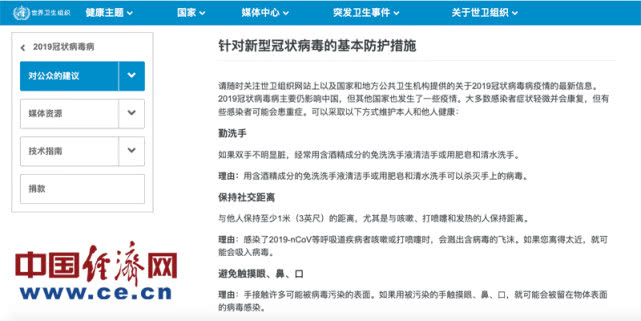 世界卫生组织
健康主题
国家
媒体中心
突发卫生事件
关于世卫组织
2019冠状病毒病
对公众的建议
媒体资源
技术指南
捐款
针对新型冠状病毒的基本防护措施
请随时关注世卫组织网站上以及国家和地方公共卫生机构提供的关于2019冠状病毒病疫情的最新信息。
2019冠状病毒病主要仍影响中国，但其他国家也发生了一些疫情。大多数感染者症状轻微并会康复，但有
些感染者可能会患重症。可以采取以下方式维护本人和他人健康：
勤洗手
如果双手不明显脏，经常用含酒精成分的免洗洗手液清洁手或用肥皂和清水洗手。
理由：用含酒精成分的免洗洗手液清洁手或用肥皂和清水洗手可以杀灭手上的病毒。
保持社交距离
与他人保持至少1米（3英尺）的距离，尤其是与咳嗽、打喷嚏和发热的人保持距离。
理由：感染了2019-nCoV等呼吸道疾病者咳嗽或打喷嚏时，会溅出含病毒的飞沫。如果您离得太近，就可
能会吸入病毒。
避免触摸眼、鼻、口
理由：手接触许多可能被病毒污染的表面。如果用被污染的手触摸眼、鼻、口，就可能会被留在物体表面
的病毒感染。
中国经济网
www.ce.cn